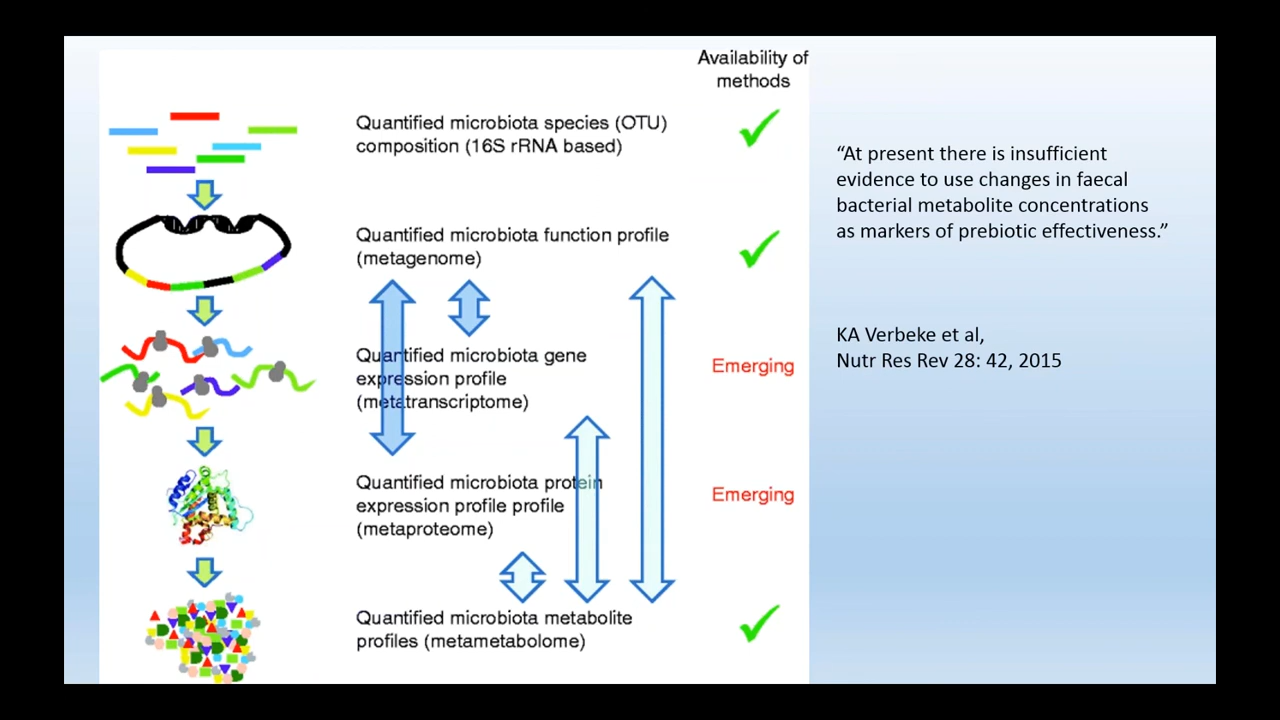 Availability of
methods
Quantified microbiota species (OTU)
composition (16S rRNA based)
Quantified microbiota function profile
(metagenome)
Quantified microbiota gene
expression profile
(metatranscriptome)
Emerging
Quantified microbiota protein
expression profile profile
(metaproteome)
Emerging
Quantified microbiota metabolite
profiles (metametabolome)
“At present there is insufficient
evidence to use changes in faecal
bacterial metabolite concentrations
as markers of prebiotic effectiveness.”
KA Verbeke et al,
Nutr Res Rev 28: 42, 2015